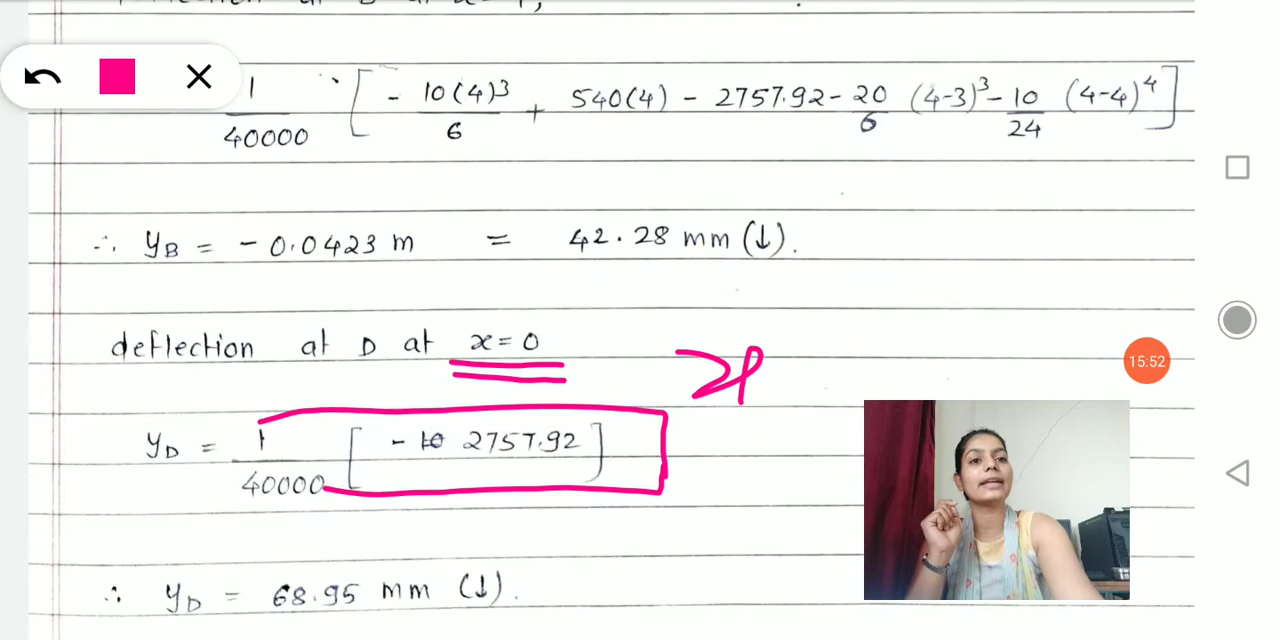 1/40000 [ - 10(4)³/6 + 540(4) - 2757.92 - 20/6 (4-3)³ - 10/24 (4-4)⁴ ]
∴ yB = - 0.0423 m = 42.28 mm (↓).
deflection at D at x = 0
15:52
yD = 1/40000 [ - 2757.92 ]
∴ yD = 68.95 mm (↓).